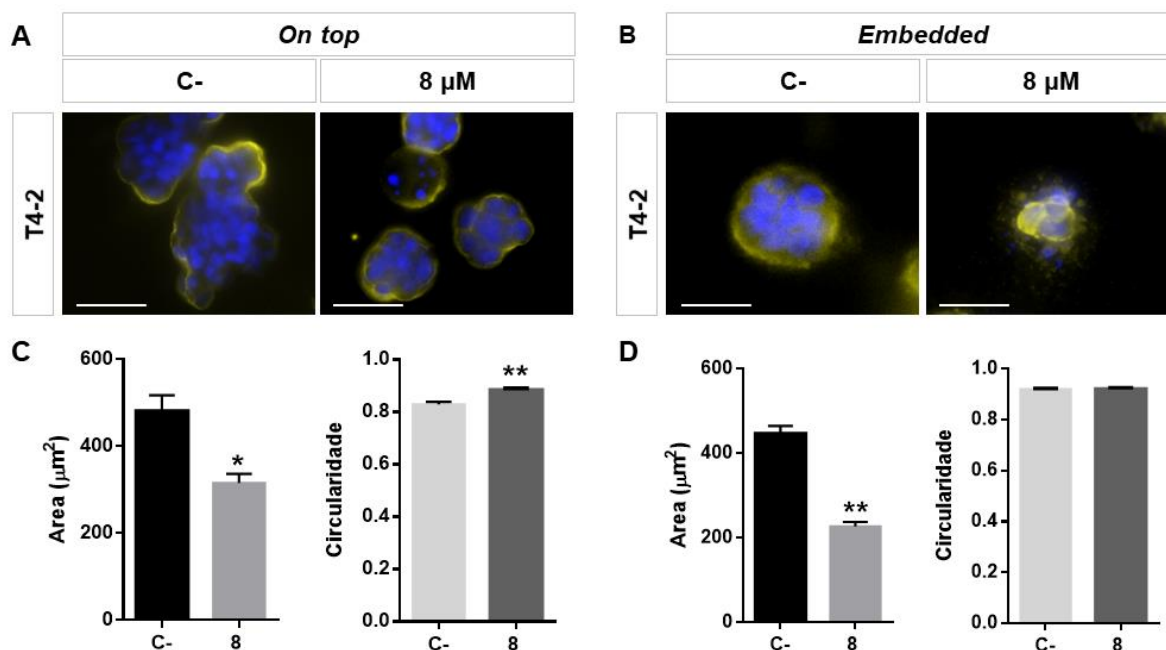 A
On top
C-
8 µM
T4-2
B
Embedded
C-
8 µM
T4-2
C
Area (µm²)
600
400
200
0
*
C-
8
Circularidade
1.0
0.8
0.6
0.4
0.2
0.0
**
C-
8
D
Area (µm²)
600
400
200
0
**
C-
8
Circularidade
1.0
0.8
0.6
0.4
0.2
0.0
C-
8